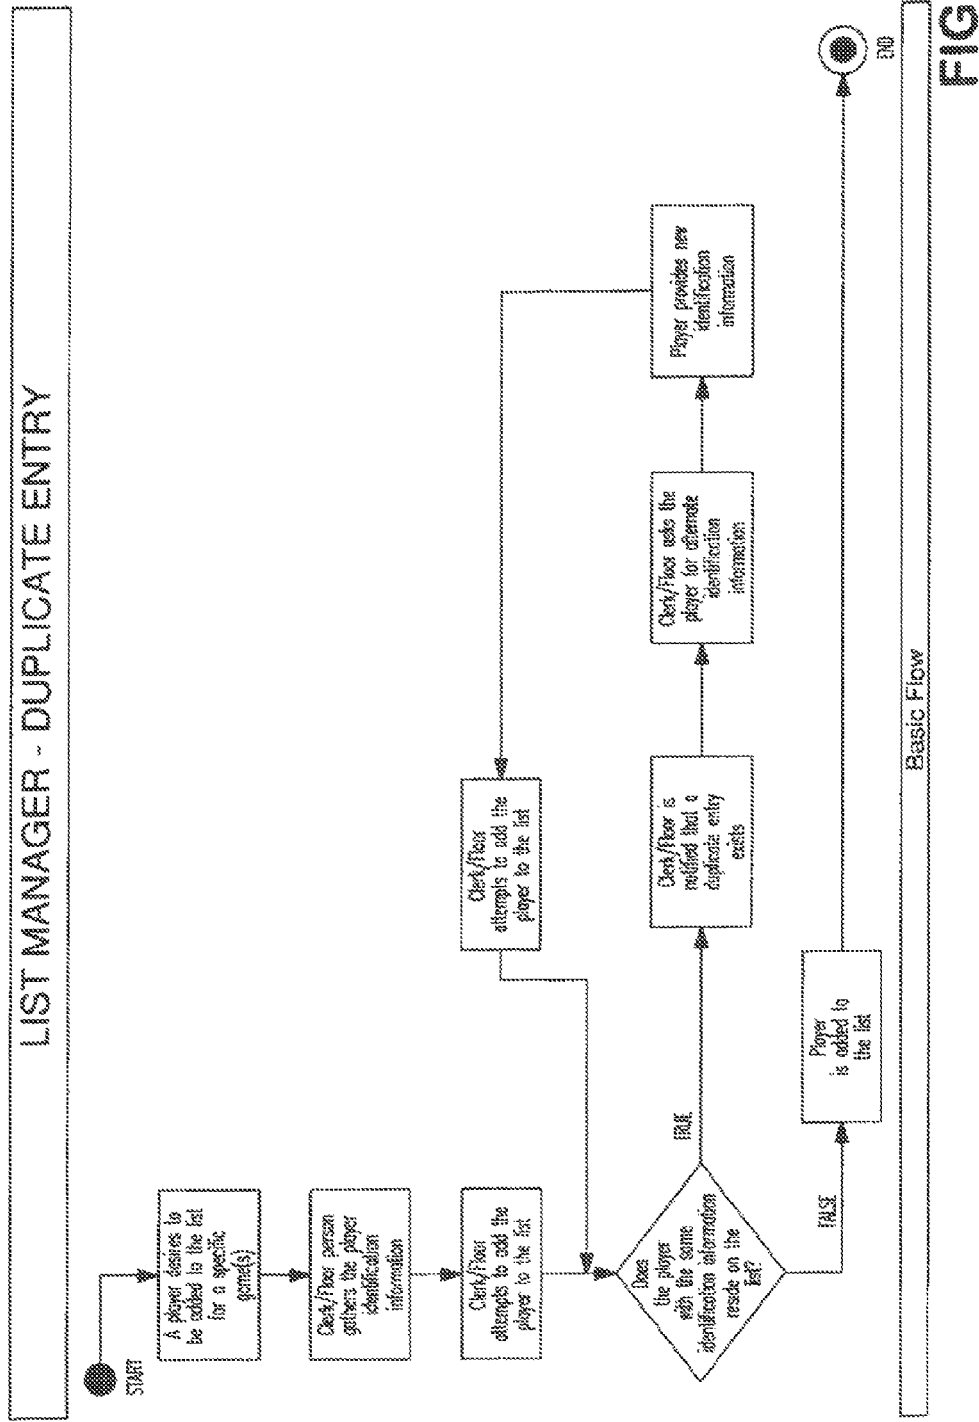 LIST MANAGER - DUPLICATE ENTRY
START
A player desires to
be added to the list
for a specific
game(s)
Clerk/Floor person
gathers the player
identification
information
Clerk/Floor
attempts to add the
player to the list
Does
the player
with the same
identification information
reside on the
list?
TRUE
FALSE
Clerk/Floor
attempts to add the
player to the list
Clerk/Floor is
notified that a
duplicate entry
exists
Clerk/Floor asks the
player for alternate
identification
information
Player provides new
identification
information
Player
is added to
the list
END
Basic Flow
FIG